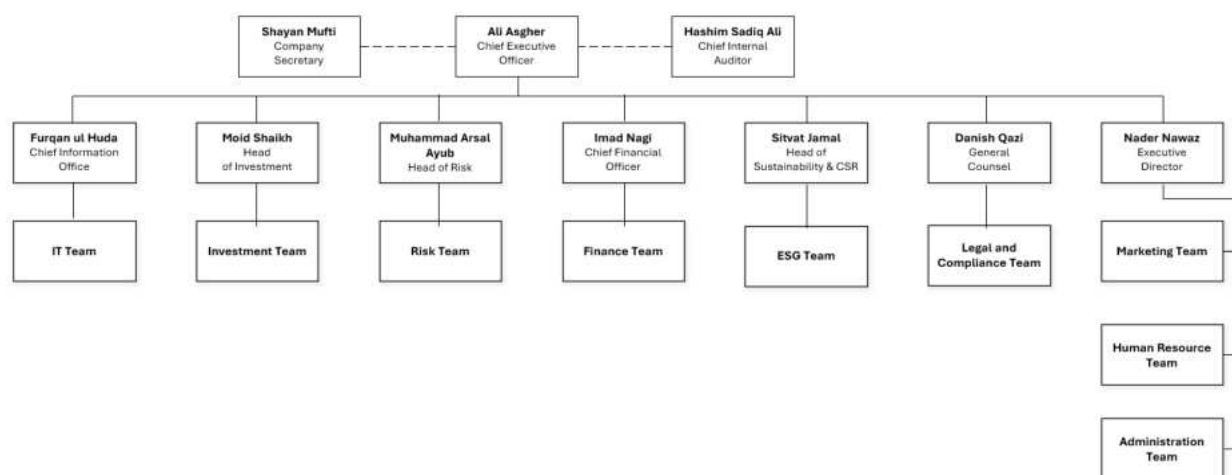 Shayan Mufti
Company
Secretary
Ali Asgher
Chief Executive
Officer
Hashim Sadiq Ali
Chief Internal
Auditor
Furqan ul Huda
Chief Information
Office
Moid Shaikh
Head
of Investment
Muhammad Arsal
Ayub
Head of Risk
Imad Nagi
Chief Financial
Officer
Sitvat Jamal
Head of
Sustainability & CSR
Danish Qazi
General
Counsel
Nader Nawaz
Executive
Director
IT Team
Investment Team
Risk Team
Finance Team
ESG Team
Legal and
Compliance Team
Marketing Team
Human Resource
Team
Administration
Team